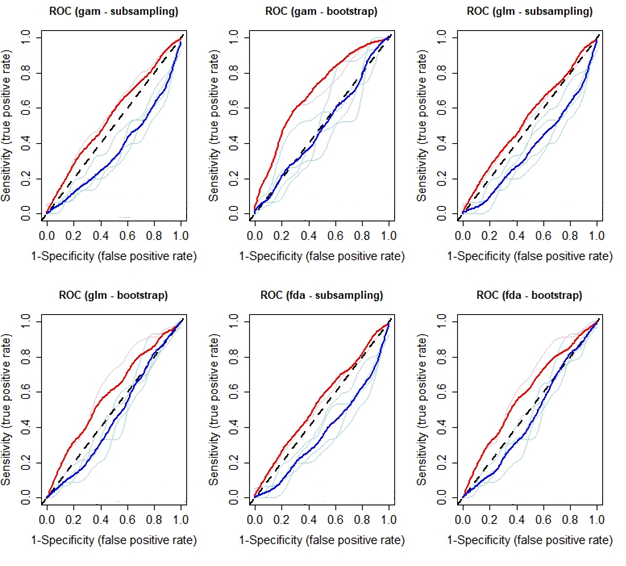 ROC (gam - subsampling)
ROC (gam - bootstrap)
ROC (glm - subsampling)
Sensitivity (true positive rate)
0.0 0.2 0.4 0.6 0.8 1.0
0.0 0.2 0.4 0.6 0.8 1.0
1-Specificity (false positive rate)
Sensitivity (true positive rate)
0.0 0.2 0.4 0.6 0.8 1.0
0.0 0.2 0.4 0.6 0.8 1.0
1-Specificity (false positive rate)
Sensitivity (true positive rate)
0.0 0.2 0.4 0.6 0.8 1.0
0.0 0.2 0.4 0.6 0.8 1.0
1-Specificity (false positive rate)
ROC (glm - bootstrap)
ROC (fda - subsampling)
ROC (fda - bootstrap)
Sensitivity (true positive rate)
0.0 0.2 0.4 0.6 0.8 1.0
0.0 0.2 0.4 0.6 0.8 1.0
1-Specificity (false positive rate)
Sensitivity (true positive rate)
0.0 0.2 0.4 0.6 0.8 1.0
0.0 0.2 0.4 0.6 0.8 1.0
1-Specificity (false positive rate)
Sensitivity (true positive rate)
0.0 0.2 0.4 0.6 0.8 1.0
0.0 0.2 0.4 0.6 0.8 1.0
1-Specificity (false positive rate)